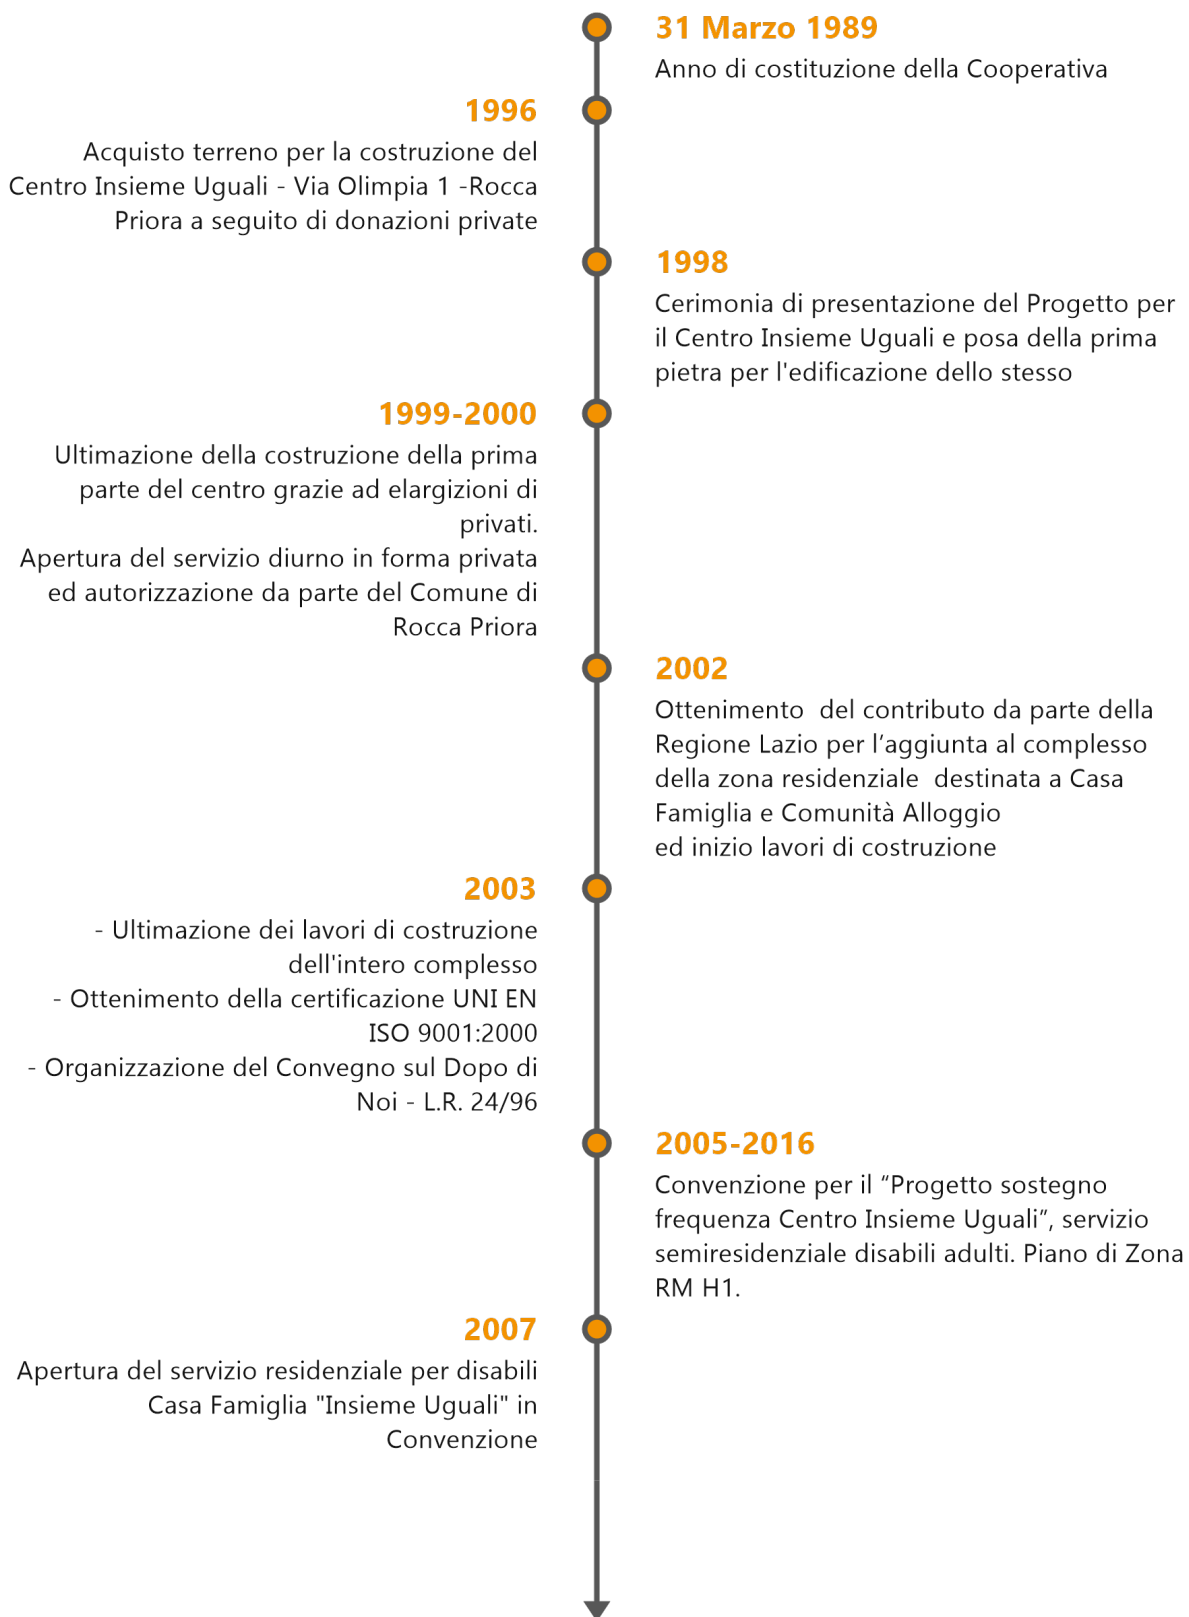 31 Marzo 1989
Anno di costituzione della Cooperativa
1996
Acquisto terreno per la costruzione del
Centro Insieme Uguali - Via Olimpia 1 -Rocca
Priora a seguito di donazioni private
1998
Cerimonia di presentazione del Progetto per
il Centro Insieme Uguali e posa della prima
pietra per l'edificazione dello stesso
1999-2000
Ultimazione della costruzione della prima
parte del centro grazie ad elargizioni di
privati.
Apertura del servizio diurno in forma privata
ed autorizzazione da parte del Comune di
Rocca Priora
2002
Ottenimento  del contributo da parte della
Regione Lazio per l’aggiunta al complesso
della zona residenziale  destinata a Casa
Famiglia e Comunità Alloggio
ed inizio lavori di costruzione
2003
- Ultimazione dei lavori di costruzione
dell'intero complesso
- Ottenimento della certificazione UNI EN
ISO 9001:2000
- Organizzazione del Convegno sul Dopo di
Noi - L.R. 24/96
2005-2016
Convenzione per il “Progetto sostegno
frequenza Centro Insieme Uguali”, servizio
semiresidenziale disabili adulti. Piano di Zona
RM H1.
2007
Apertura del servizio residenziale per disabili
Casa Famiglia "Insieme Uguali" in
Convenzione